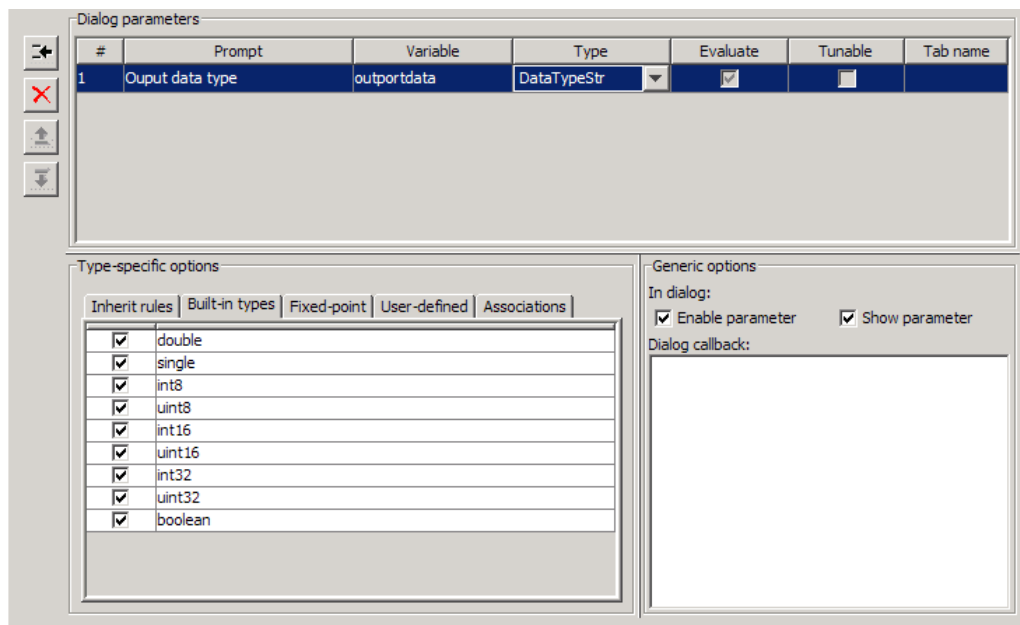 Dialog parameters
# Prompt Variable Type Evaluate Tunable Tab name
1 Ouput data type outportdata DataTypeStr
Type-specific options
Inherit rules Built-in types Fixed-point User-defined Associations
double
single
int8
uint8
int16
uint16
int32
uint32
boolean
Generic options
In dialog:
Enable parameter Show parameter
Dialog callback: